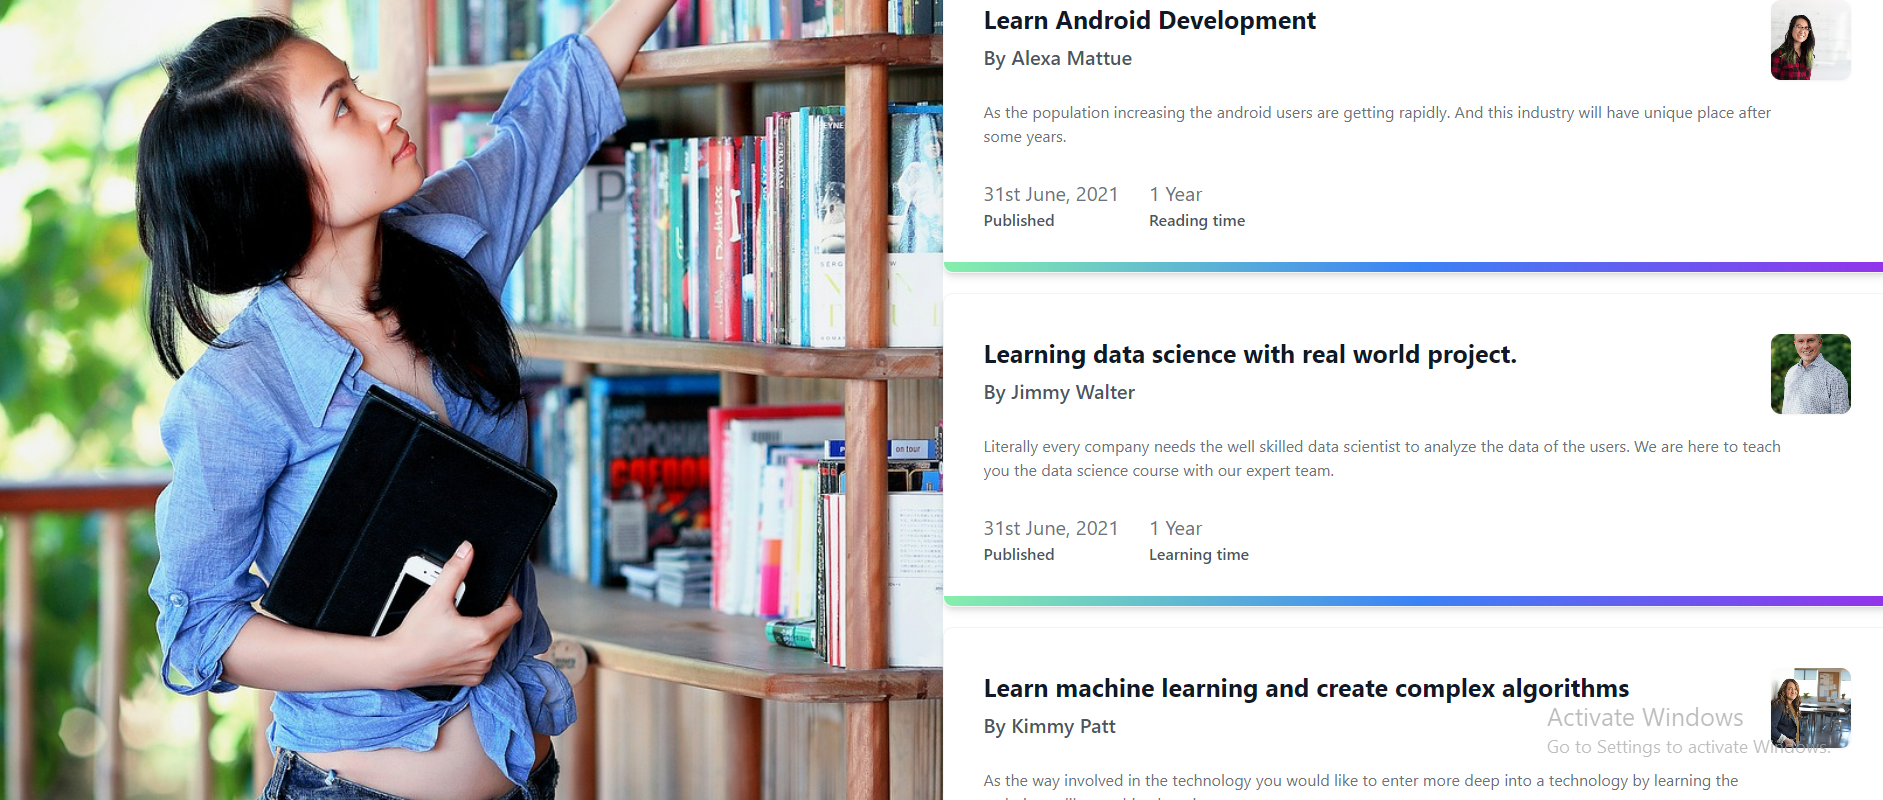 Learn Android Development
By Alexa Mattue
As the population increasing the android users are getting rapidly. And this industry will have unique place after
some years.
31st June, 2021 1 Year
Published Reading time
Learning data science with real world project.
By Jimmy Walter
Literally every company needs the well skilled data scientist to analyze the data of the users. We are here to teach
you the data science course with our expert team.
31st June, 2021 1 Year
Published Learning time
Learn machine learning and create complex algorithms
By Kimmy Patt
Activate Windows
Go to Settings to activate Windows.
As the way involved in the technology you would like to enter more deep into a technology by learning the
on tour